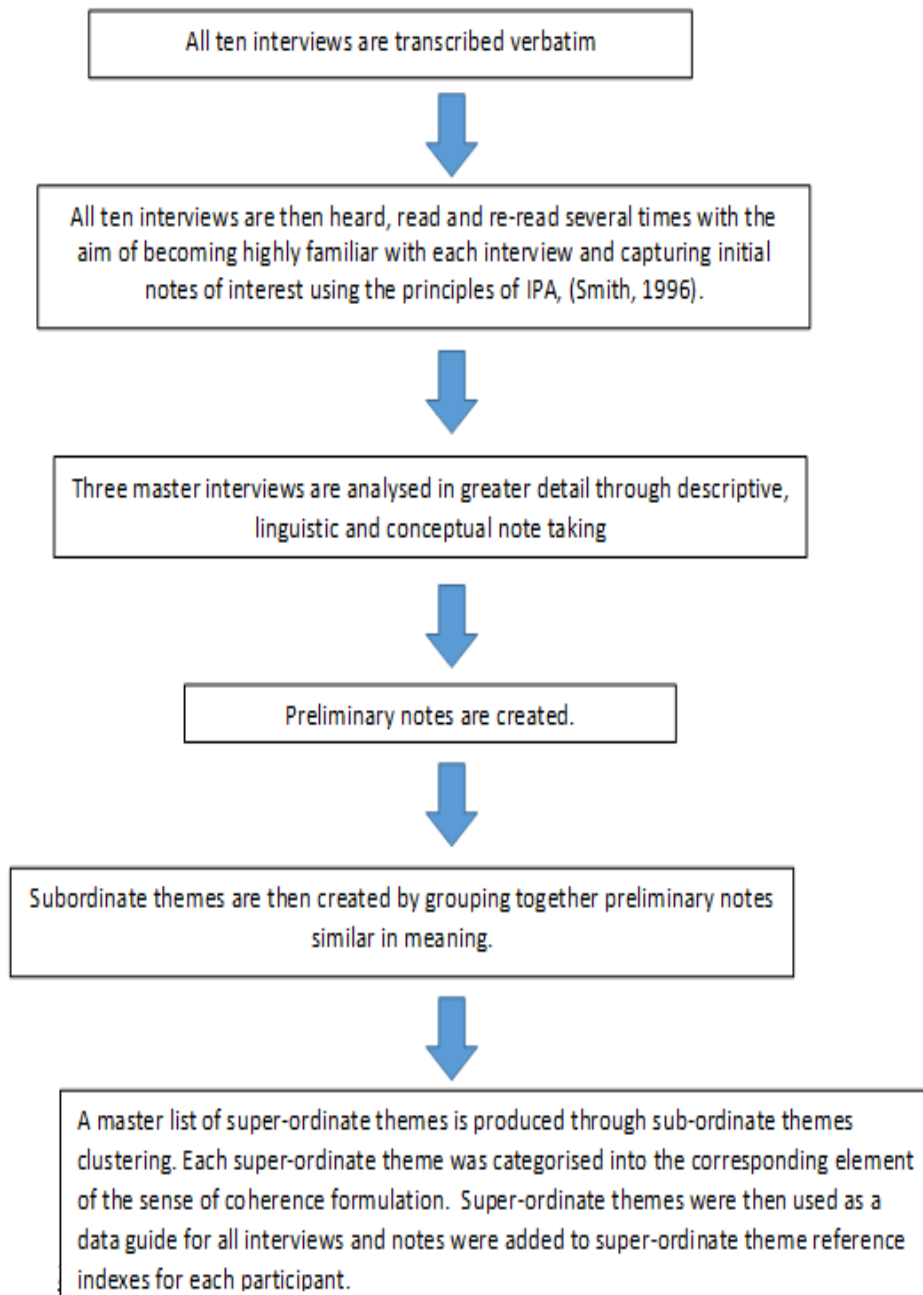 All ten interviews are transcribed verbatim
All ten interviews are then heard, read and re-read several times with the
aim of becoming highly familiar with each interview and capturing initial
notes of interest using the principles of IPA, (Smith, 1996).
Three master interviews are analysed in greater detail through descriptive,
linguistic and conceptual note taking
Preliminary notes are created.
Subordinate themes are then created by grouping together preliminary notes
similar in meaning.
A master list of super-ordinate themes is produced through sub-ordinate themes
clustering. Each super-ordinate theme was categorised into the corresponding element
of the sense of coherence formulation. Super-ordinate themes were then used as a
data guide for all interviews and notes were added to super-ordinate theme reference
indexes for each participant.